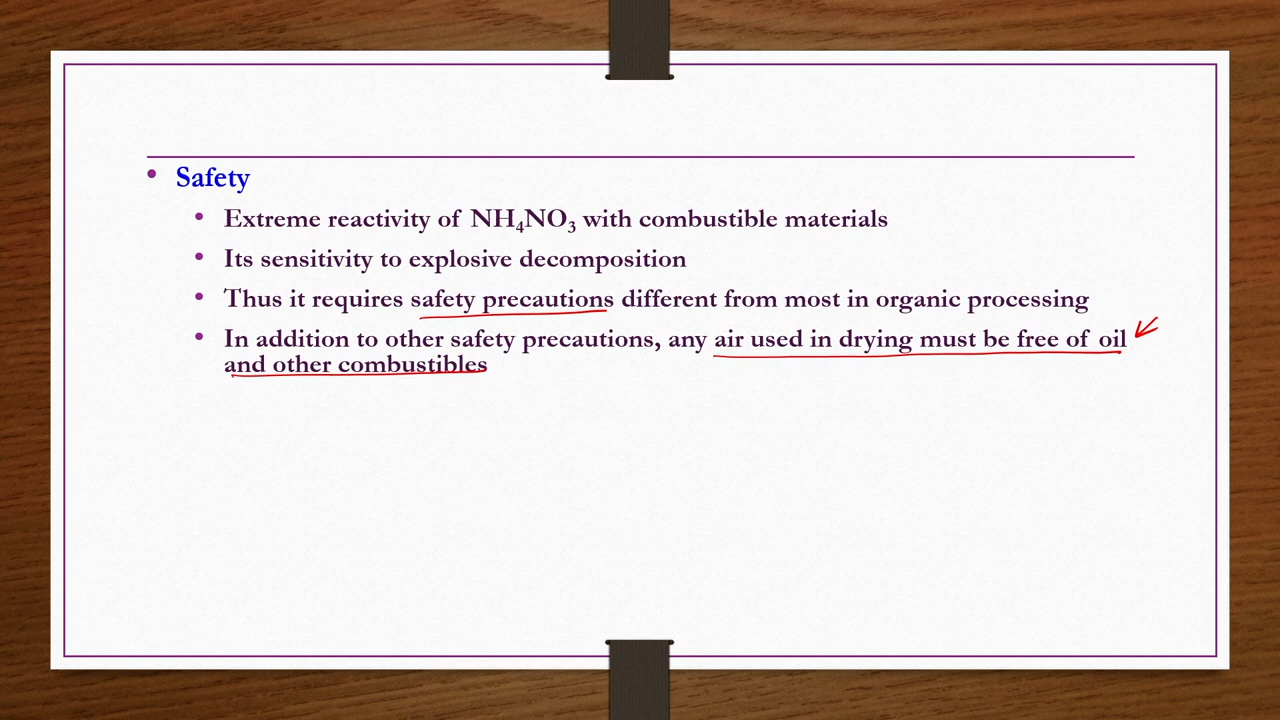 • Safety
• Extreme reactivity of NH₄NO₃ with combustible materials
• Its sensitivity to explosive decomposition
• Thus it requires safety precautions different from most in organic processing
• In addition to other safety precautions, any air used in drying must be free of oil
and other combustibles